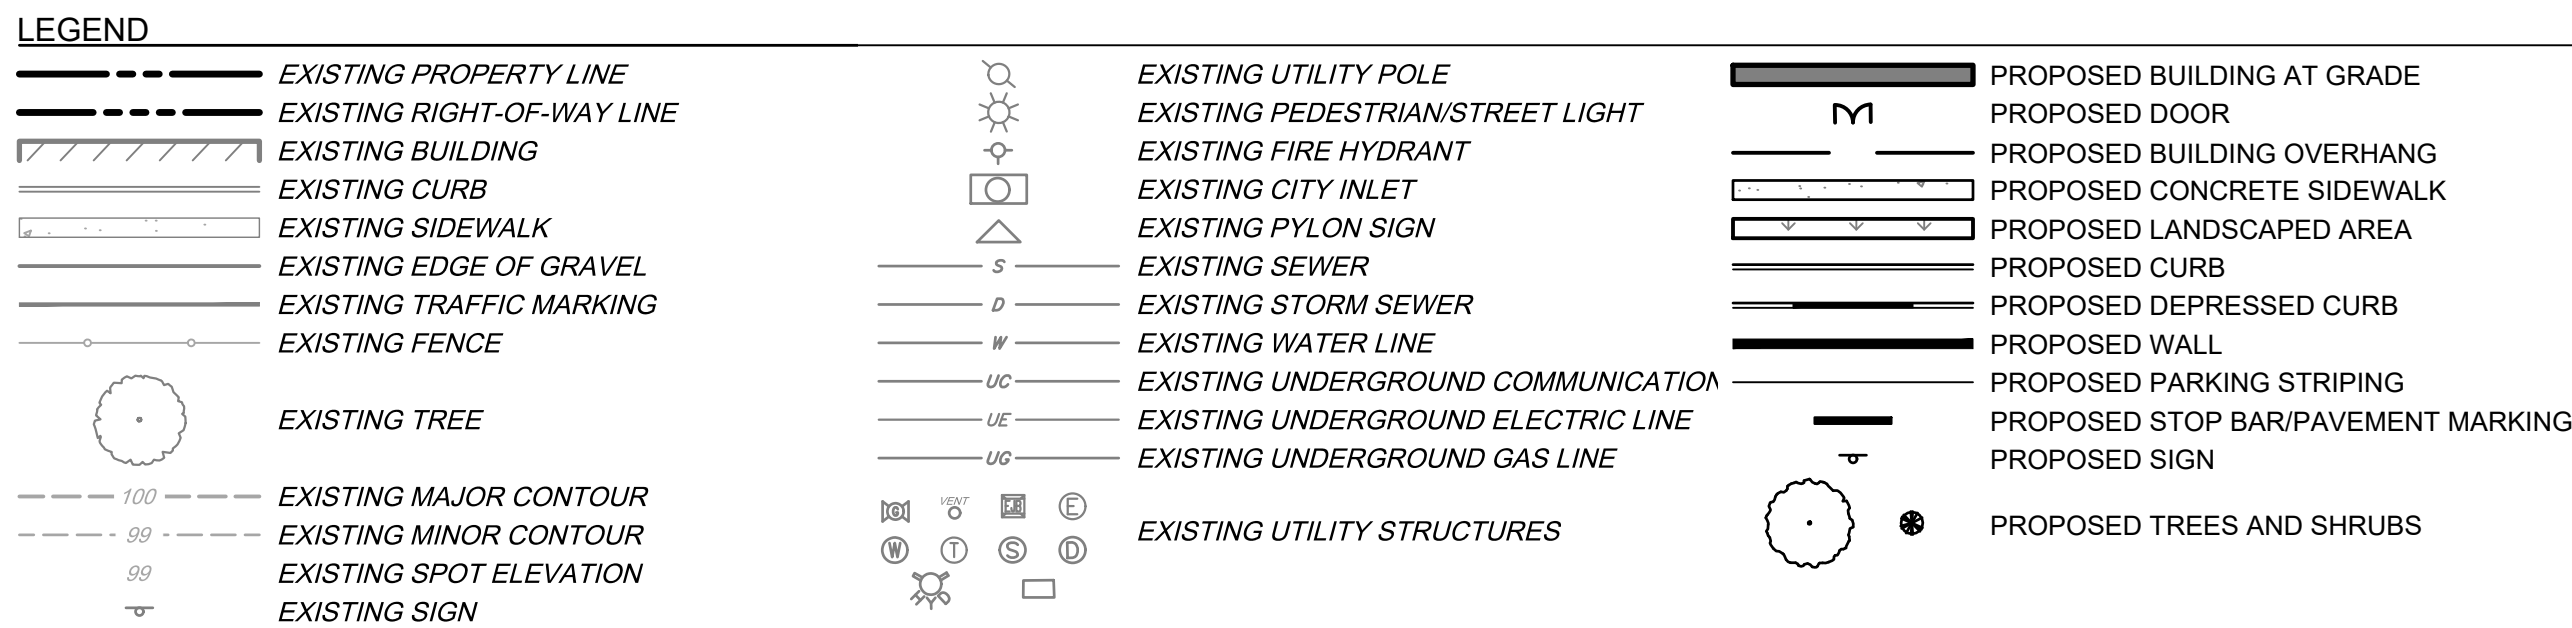 LEGEND
EXISTING PROPERTY LINE
EXISTING RIGHT-OF-WAY LINE
EXISTING BUILDING
EXISTING CURB
EXISTING SIDEWALK
EXISTING EDGE OF GRAVEL
EXISTING TRAFFIC MARKING
EXISTING FENCE
EXISTING TREE
100 EXISTING MAJOR CONTOUR
99 EXISTING MINOR CONTOUR
99 EXISTING SPOT ELEVATION
EXISTING SIGN
EXISTING UTILITY POLE
EXISTING PEDESTRIAN/STREET LIGHT
EXISTING FIRE HYDRANT
EXISTING CITY INLET
EXISTING PYLON SIGN
S EXISTING SEWER
D EXISTING STORM SEWER
W EXISTING WATER LINE
UC EXISTING UNDERGROUND COMMUNICATION
UE EXISTING UNDERGROUND ELECTRIC LINE
UG EXISTING UNDERGROUND GAS LINE
G VENT EJB E
EXISTING UTILITY STRUCTURES
W T S D
HY
PROPOSED BUILDING AT GRADE
PROPOSED DOOR
PROPOSED BUILDING OVERHANG
PROPOSED CONCRETE SIDEWALK
PROPOSED LANDSCAPED AREA
PROPOSED CURB
PROPOSED DEPRESSED CURB
PROPOSED WALL
PROPOSED PARKING STRIPING
PROPOSED STOP BAR/PAVEMENT MARKING
PROPOSED SIGN
PROPOSED TREES AND SHRUBS